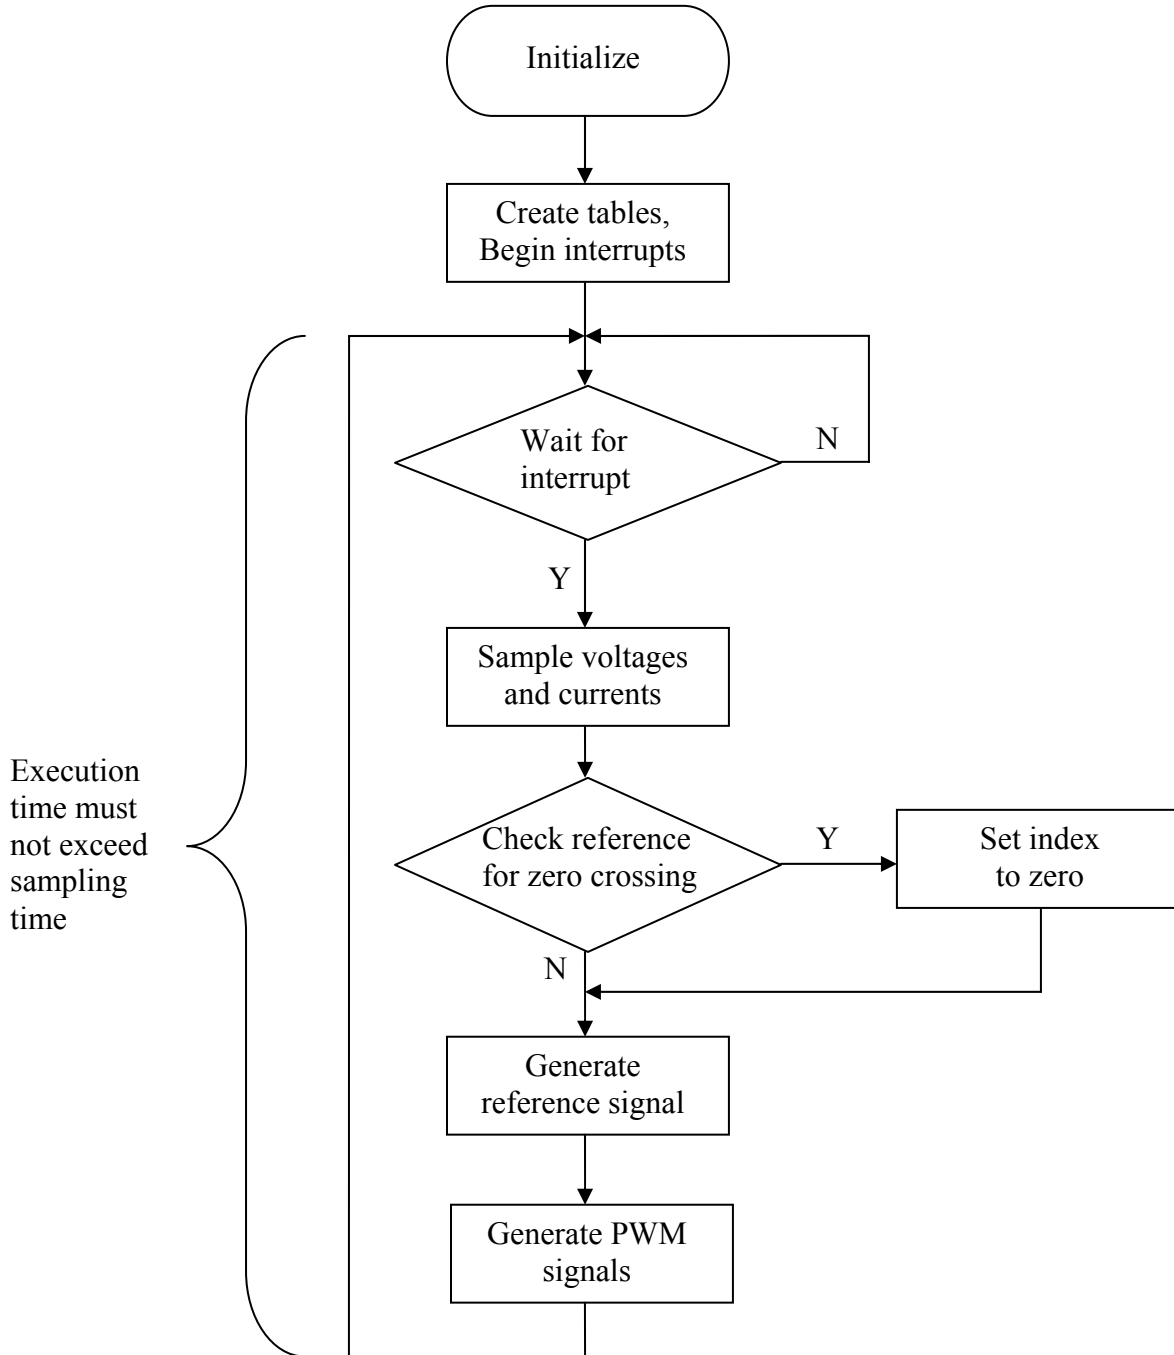 Initialize
Create tables,
Begin interrupts
Wait for
interrupt
N
Y
Sample voltages
and currents
Execution
time must
not exceed
sampling
time
Check reference
for zero crossing
Y
Set index
to zero
N
Generate
reference signal
Generate PWM
signals